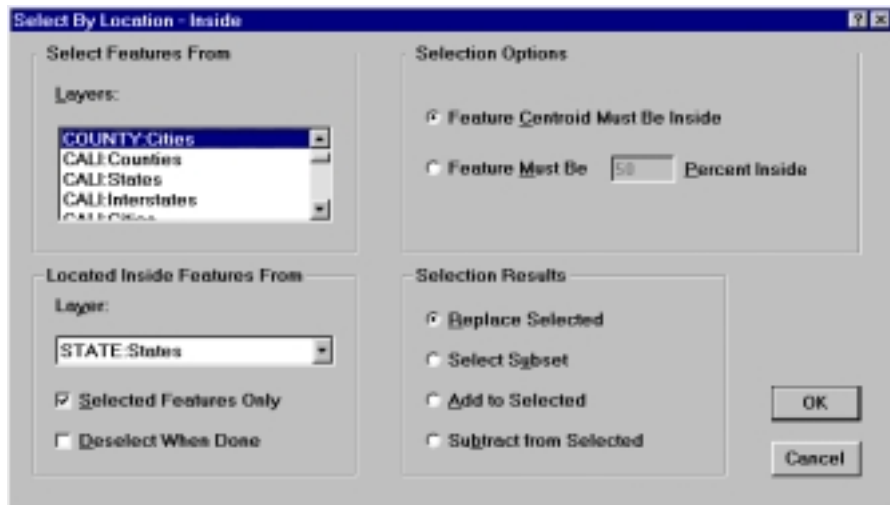 Select By Location - Inside
Select Features From
Layers:
COUNTY:Cities
CALI:Counties
CALI:States
CALI:Interstates
CALI:Cities
Selection Options
Feature Centroid Must Be Inside
Feature Must Be 50 Percent Inside
Located Inside Features From
Layer:
STATE:States
Selected Features Only
Deselect When Done
Selection Results
Replace Selected
Select Subset
Add to Selected
Subtract from Selected
OK
Cancel